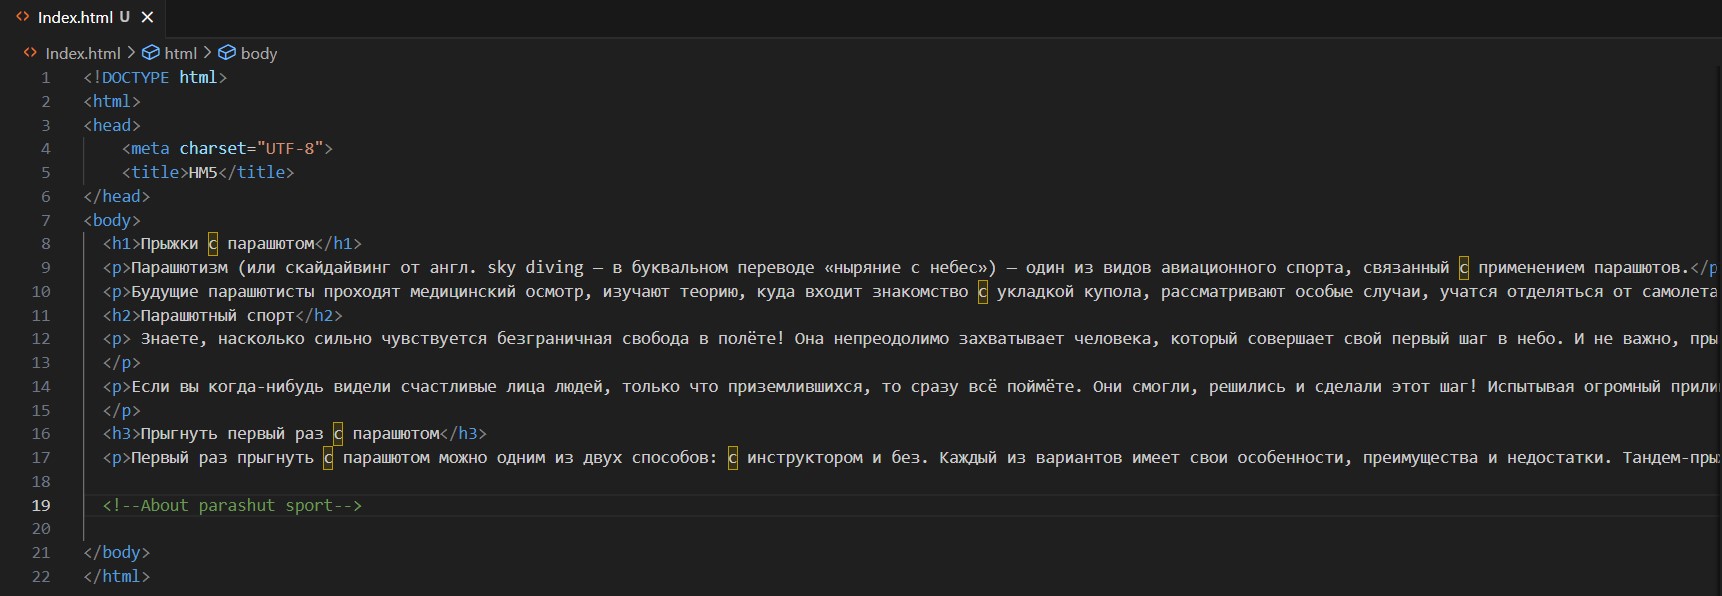 Index.html U
Index.html > html > body
1 <!DOCTYPE html>
2 <html>
3 <head>
4 <meta charset="UTF-8">
5 <title>HM5</title>
6 </head>
7 <body>
8 <h1>Прыжки с парашютом</h1>
9 <p>Парашютизм (или скайдайвинг от англ. sky diving — в буквальном переводе «ныряние с небес») — один из видов авиационного спорта, связанный с применением парашютов.</p
10 <p>Будущие парашютисты проходят медицинский осмотр, изучают теорию, куда входит знакомство с укладкой купола, рассматривают особые случаи, учатся отделяться от самолета
11 <h2>Парашютный спорт</h2>
12 <p> Знаете, насколько сильно чувствуется безграничная свобода в полёте! Она непреодолимо захватывает человека, который совершает свой первый шаг в небо. И не важно, пры
13 </p>
14 <p>Если вы когда-нибудь видели счастливые лица людей, только что приземлившихся, то сразу всё поймёте. Они смогли, решились и сделали этот шаг! Испытывая огромный прили
15 </p>
16 <h3>Прыгнуть первый раз с парашютом</h3>
17 <p>Первый раз прыгнуть с парашютом можно одним из двух способов: с инструктором и без. Каждый из вариантов имеет свои особенности, преимущества и недостатки. Тандем-пры
18
19 <!--About parashut sport-->
20
21 </body>
22 </html>